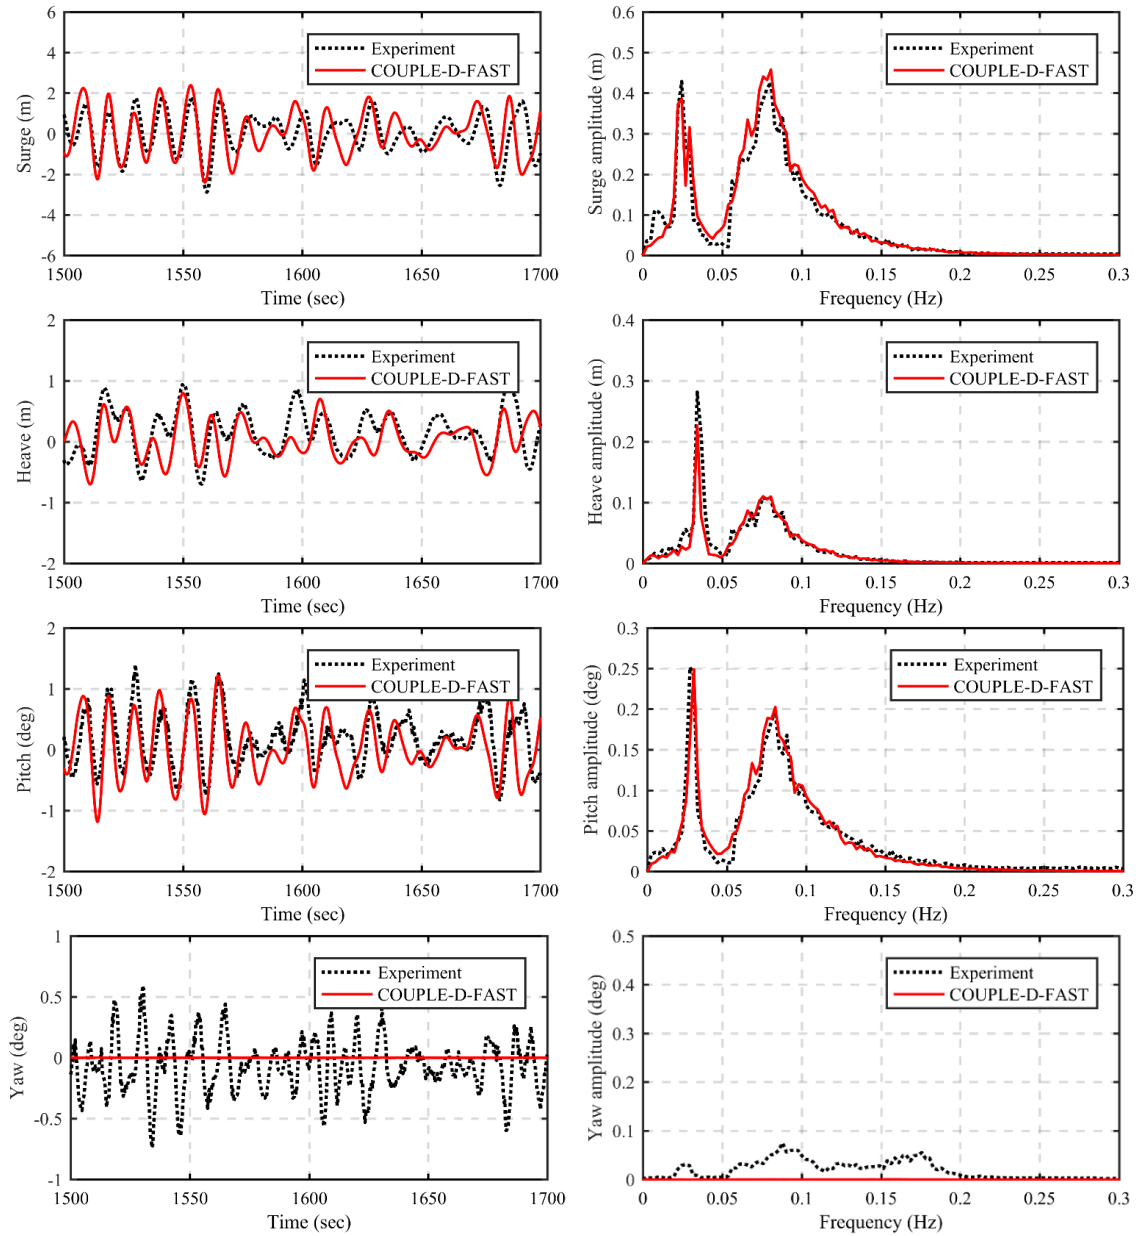 6
4
2
0
-2
-4
-6
Surge (m)
Experiment
COUPLE-D-FAST
1500
1550
1600
1650
1700
Time (sec)
0.6
0.5
0.4
0.3
0.2
0.1
0
Surge amplitude (m)
Experiment
COUPLE-D-FAST
0
0.05
0.1
0.15
0.2
0.25
0.3
Frequency (Hz)
2
1
0
-1
-2
Heave (m)
Experiment
COUPLE-D-FAST
1500
1550
1600
1650
1700
Time (sec)
0.4
0.3
0.2
0.1
0
Heave amplitude (m)
Experiment
COUPLE-D-FAST
0
0.05
0.1
0.15
0.2
0.25
0.3
Frequency (Hz)
2
1
0
-1
-2
Pitch (deg)
Experiment
COUPLE-D-FAST
1500
1550
1600
1650
1700
Time (sec)
0.3
0.25
0.2
0.15
0.1
0.05
0
Pitch amplitude (deg)
Experiment
COUPLE-D-FAST
0
0.05
0.1
0.15
0.2
0.25
0.3
Frequency (Hz)
1
0.5
0
-0.5
-1
Yaw (deg)
Experiment
COUPLE-D-FAST
1500
1550
1600
1650
1700
Time (sec)
0.5
0.4
0.3
0.2
0.1
0
Yaw amplitude (deg)
Experiment
COUPLE-D-FAST
0
0.05
0.1
0.15
0.2
0.25
0.3
Frequency (Hz)